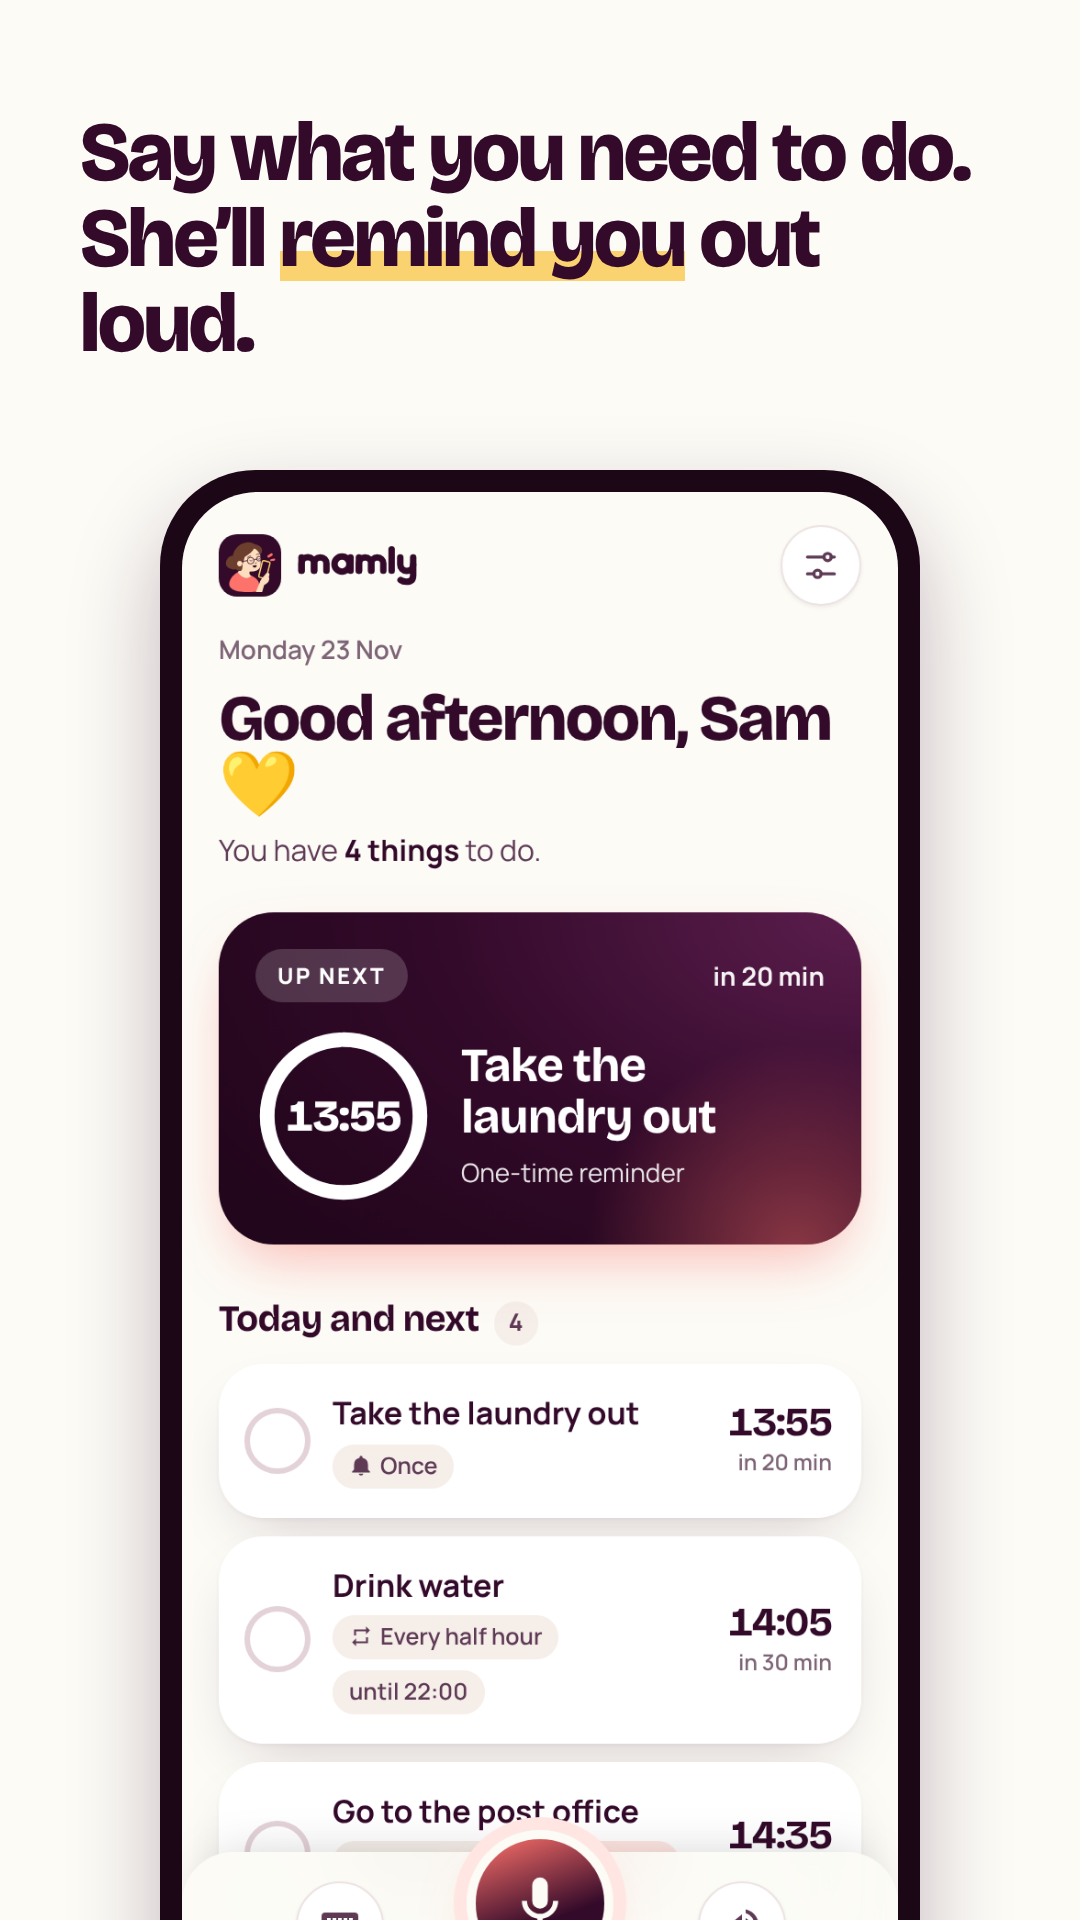 Say what you need to do.
She’ll remind you out
loud.
mamly
Monday 23 Nov
Good afternoon, Sam
💛
You have 4 things to do.
UP NEXT
in 20 min
13:55
Take the
laundry out
One-time reminder
Today and next 4
Take the laundry out
13:55
Once
in 20 min
Drink water
Every half hour
14:05
in 30 min
until 22:00
Go to the post office
14:35